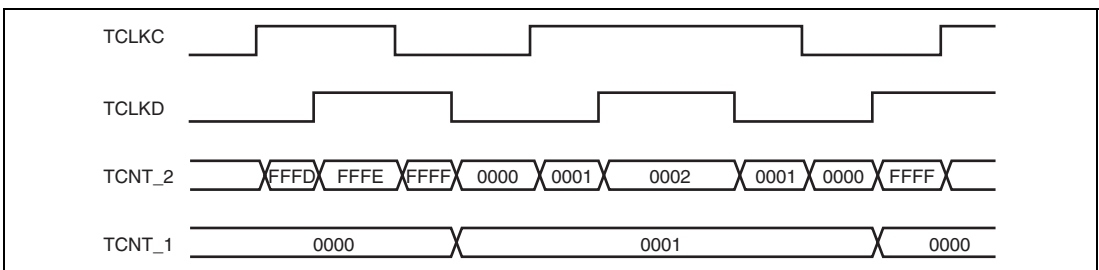 TCLKC
TCLKD
TCNT_2 FFFD FFFE FFFF 0000 0001 0002 0001 0000 FFFF
TCNT_1 0000 0001 0000